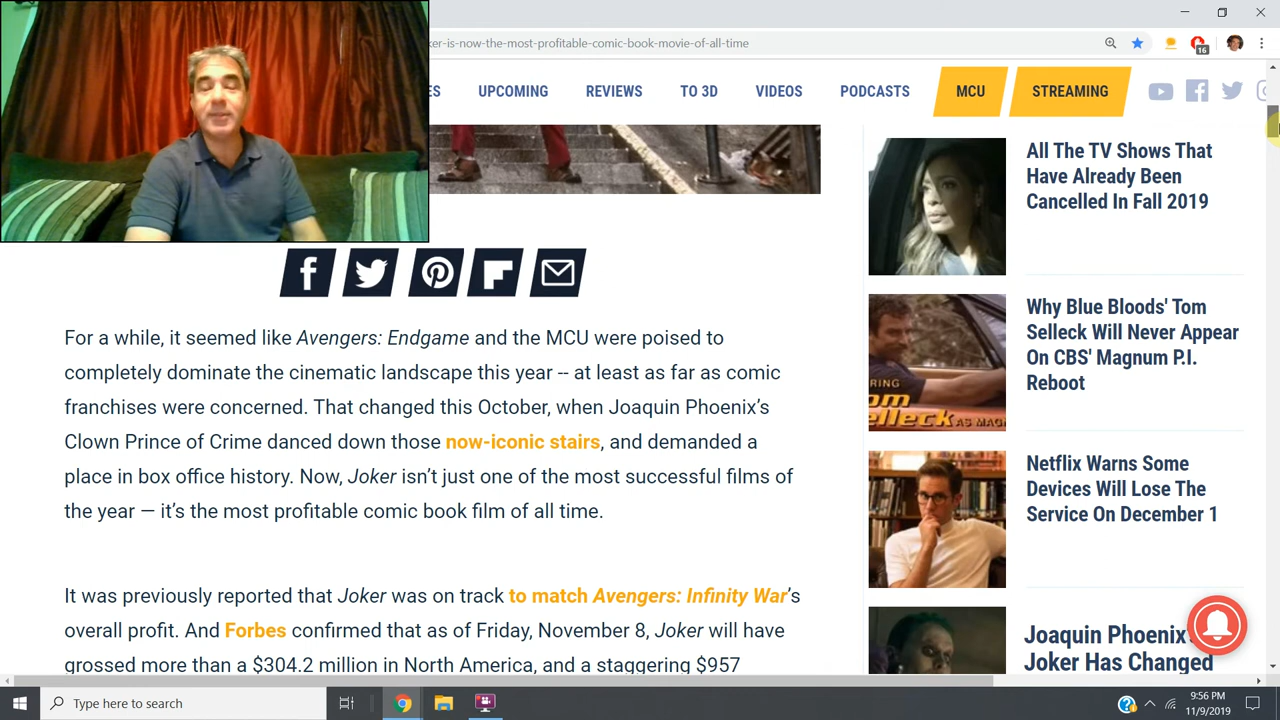 ker-is-now-the-most-profitable-comic-book-movie-of-all-time
16
ES UPCOMING REVIEWS TO 3D VIDEOS PODCASTS MCU STREAMING
For a while, it seemed like Avengers: Endgame and the MCU were poised to
completely dominate the cinematic landscape this year -- at least as far as comic
franchises were concerned. That changed this October, when Joaquin Phoenix's
Clown Prince of Crime danced down those now-iconic stairs, and demanded a
place in box office history. Now, Joker isn't just one of the most successful films of
the year — it's the most profitable comic book film of all time.
It was previously reported that Joker was on track to match Avengers: Infinity War's
overall profit. And Forbes confirmed that as of Friday, November 8, Joker will have
grossed more than a $304.2 million in North America, and a staggering $957
All The TV Shows That
Have Already Been
Cancelled In Fall 2019
RING
om
elleck AS MAG
Why Blue Bloods' Tom
Selleck Will Never Appear
On CBS' Magnum P.I.
Reboot
Netflix Warns Some
Devices Will Lose The
Service On December 1
Joaquin Phoenix's
Joker Has Changed
Type here to search
9:56 PM
11/9/2019